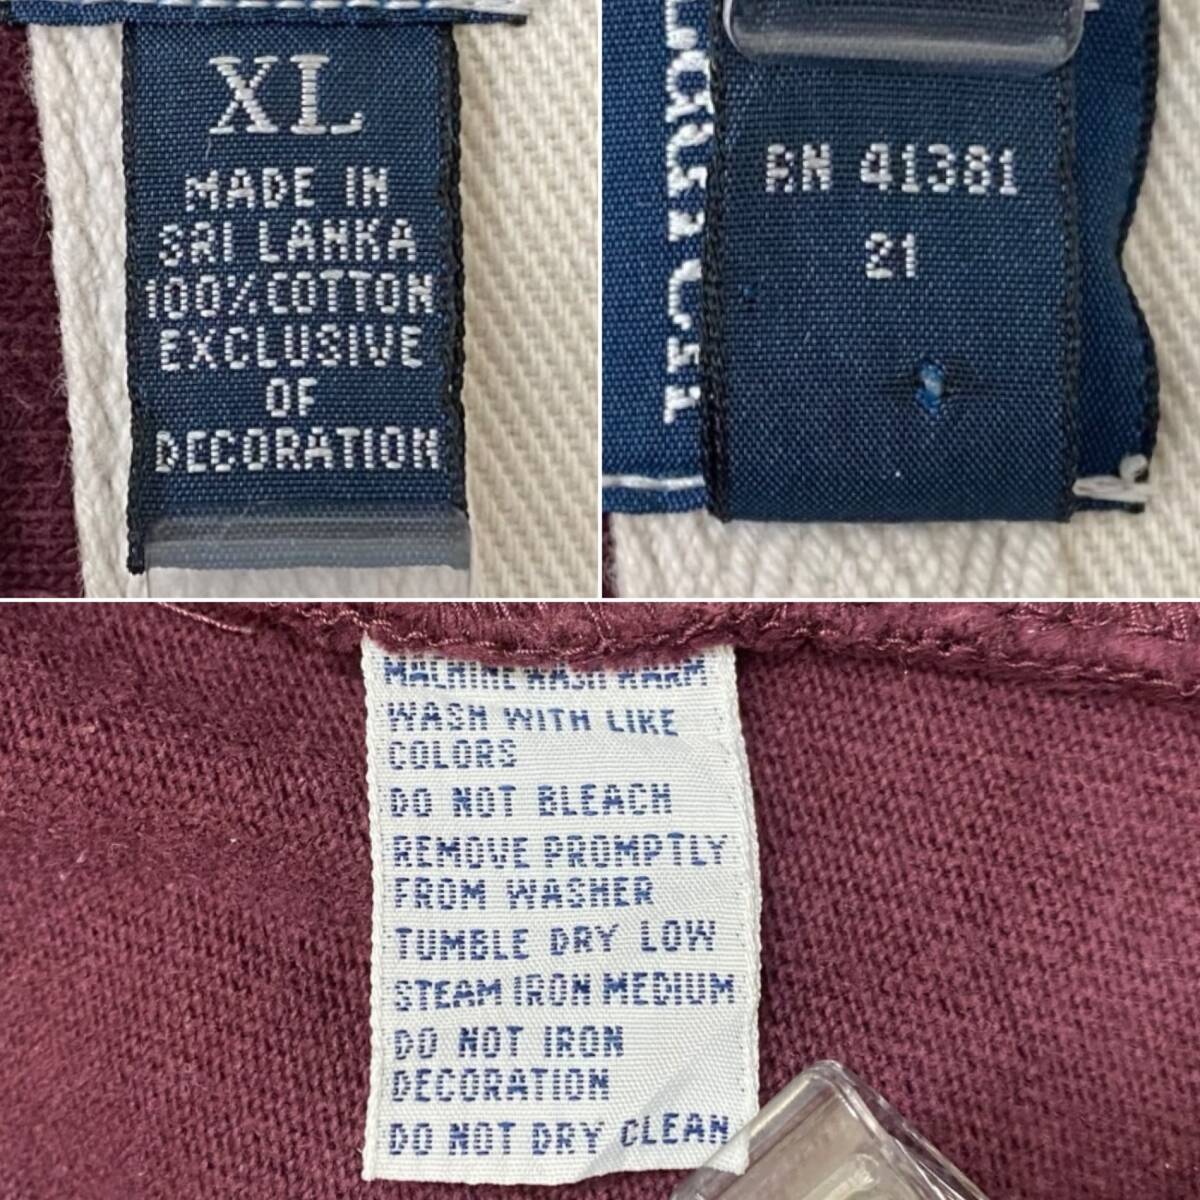 XL
MADE IN
SRI LANKA
100% COTTON
EXCLUSIVE
OF
DECORATION
RN 41381
21
MACHINE WASH WARM
WASH WITH LIKE
COLORS
DO NOT BLEACH
REMOVE PROMPTLY
FROM WASHER
TUMBLE DRY LOW
STEAM IRON MEDIUM
DO NOT IRON
DECORATION
DO NOT DRY CLEAN